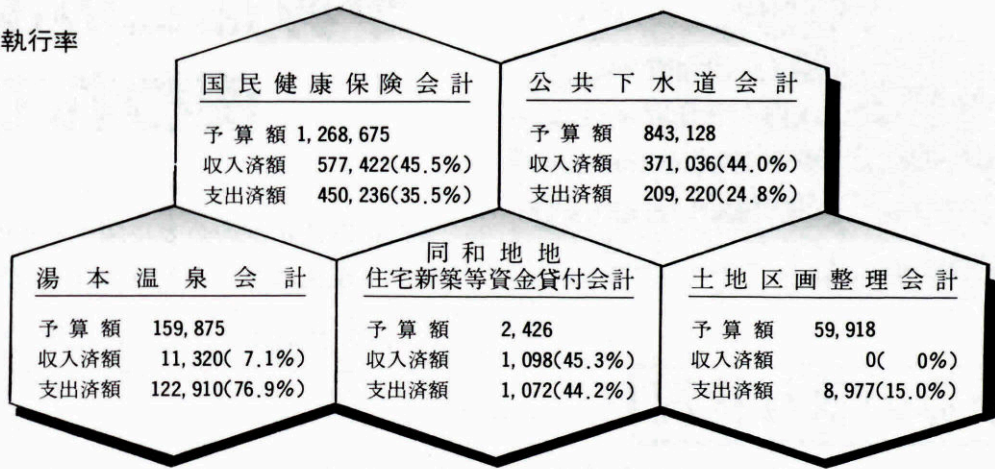 執行率
国民健康保険会計
予算額 1,268,675
収入済額 577,422(45.5%)
支出済額 450,236(35.5%)
公共下水道会計
予算額 843,128
収入済額 371,036(44.0%)
支出済額 209,220(24.8%)
湯本温泉会計
予算額 159,875
収入済額 11,320( 7.1%)
支出済額 122,910(76.9%)
同和地地
住宅新築等資金貸付会計
予算額 2,426
収入済額 1,098(45.3%)
支出済額 1,072(44.2%)
土地区画整理会計
予算額 59,918
収入済額 0( 0%)
支出済額 8,977(15.0%)